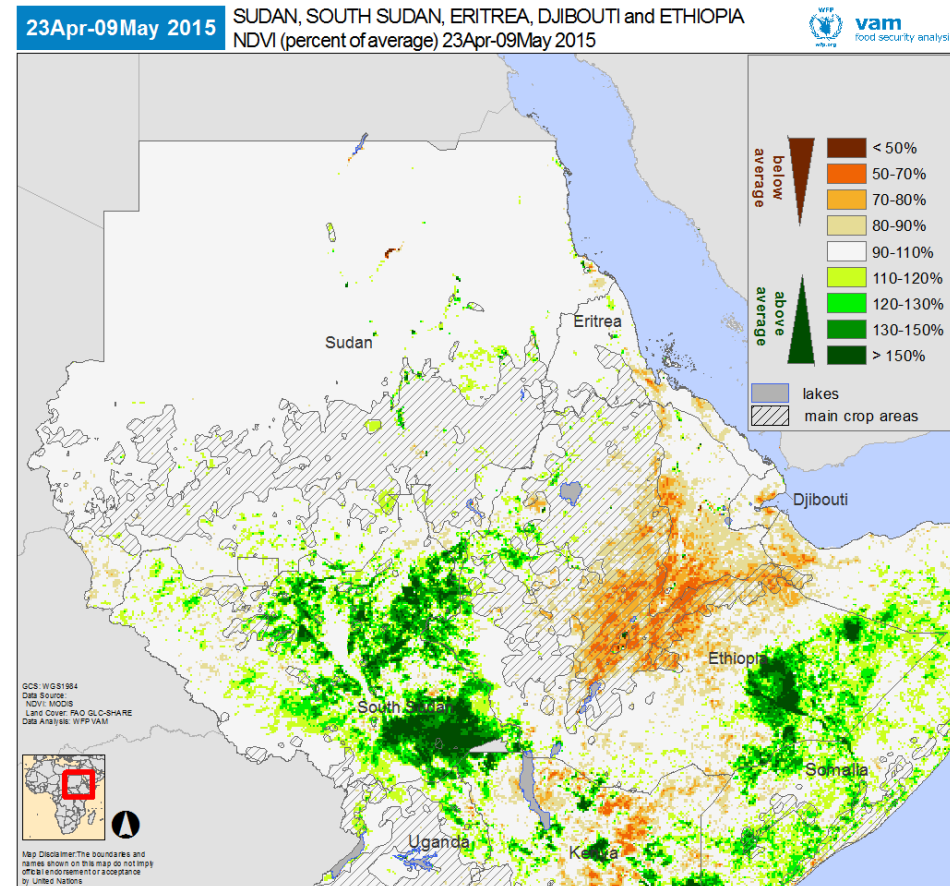 23Apr-09May 2015
SUDAN, SOUTH SUDAN, ERITREA, DJIBOUTI and ETHIOPIA
NDVI (percent of average) 23Apr-09May 2015
WFP
wfp.org
vam
food security analysis
below
average
above
average
< 50%
50-70%
70-80%
80-90%
90-110%
110-120%
120-130%
130-150%
> 150%
lakes
main crop areas
Eritrea
Sudan
Djibouti
Ethiopia
South Sudan
Somalia
Uganda
Kenya
GCS: WGS1984
Data Source:
NDVI: MODIS
Land Cover: FAO GLC-SHARE
Data Analysis: WFP VAM
Map Disclaimer:The boundaries and
names shown on this map do not imply
official endorsement or acceptance
by United Nations